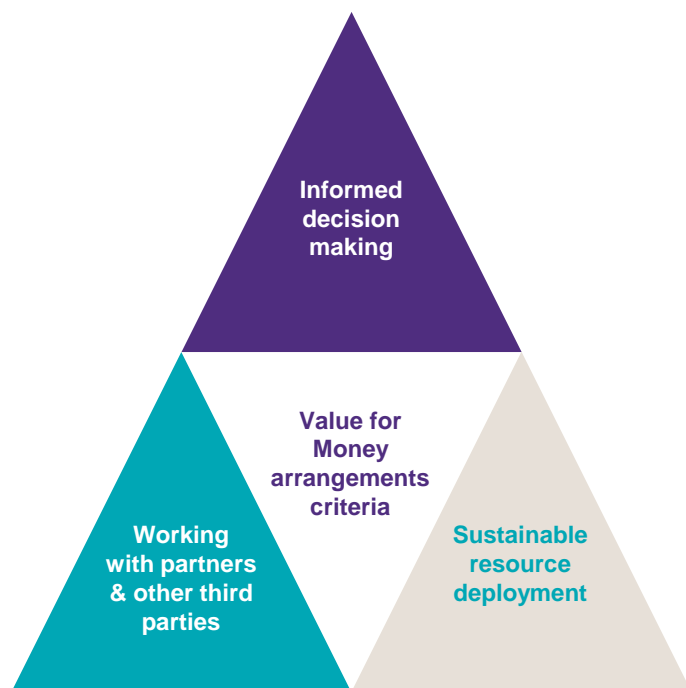 Informed
decision
making
Value for
Money
arrangements
criteria
Working
with partners
& other third
parties
Sustainable
resource
deployment